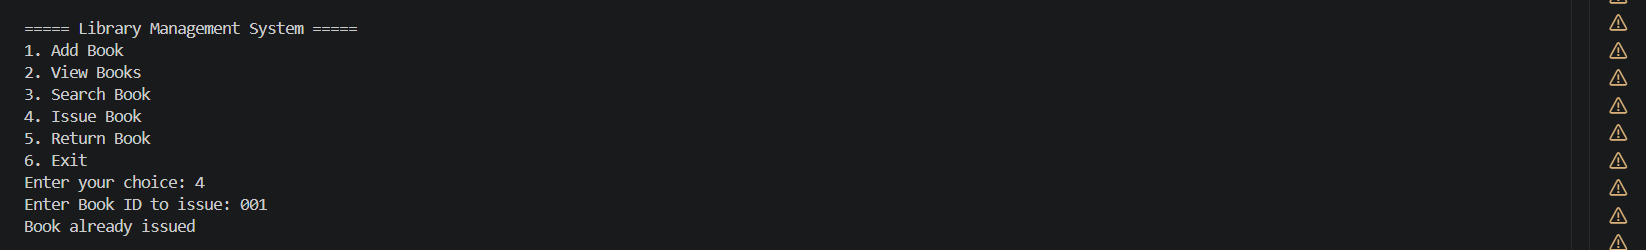 ===== Library Management System =====
1. Add Book
2. View Books
3. Search Book
4. Issue Book
5. Return Book
6. Exit
Enter your choice: 4
Enter Book ID to issue: 001
Book already issued